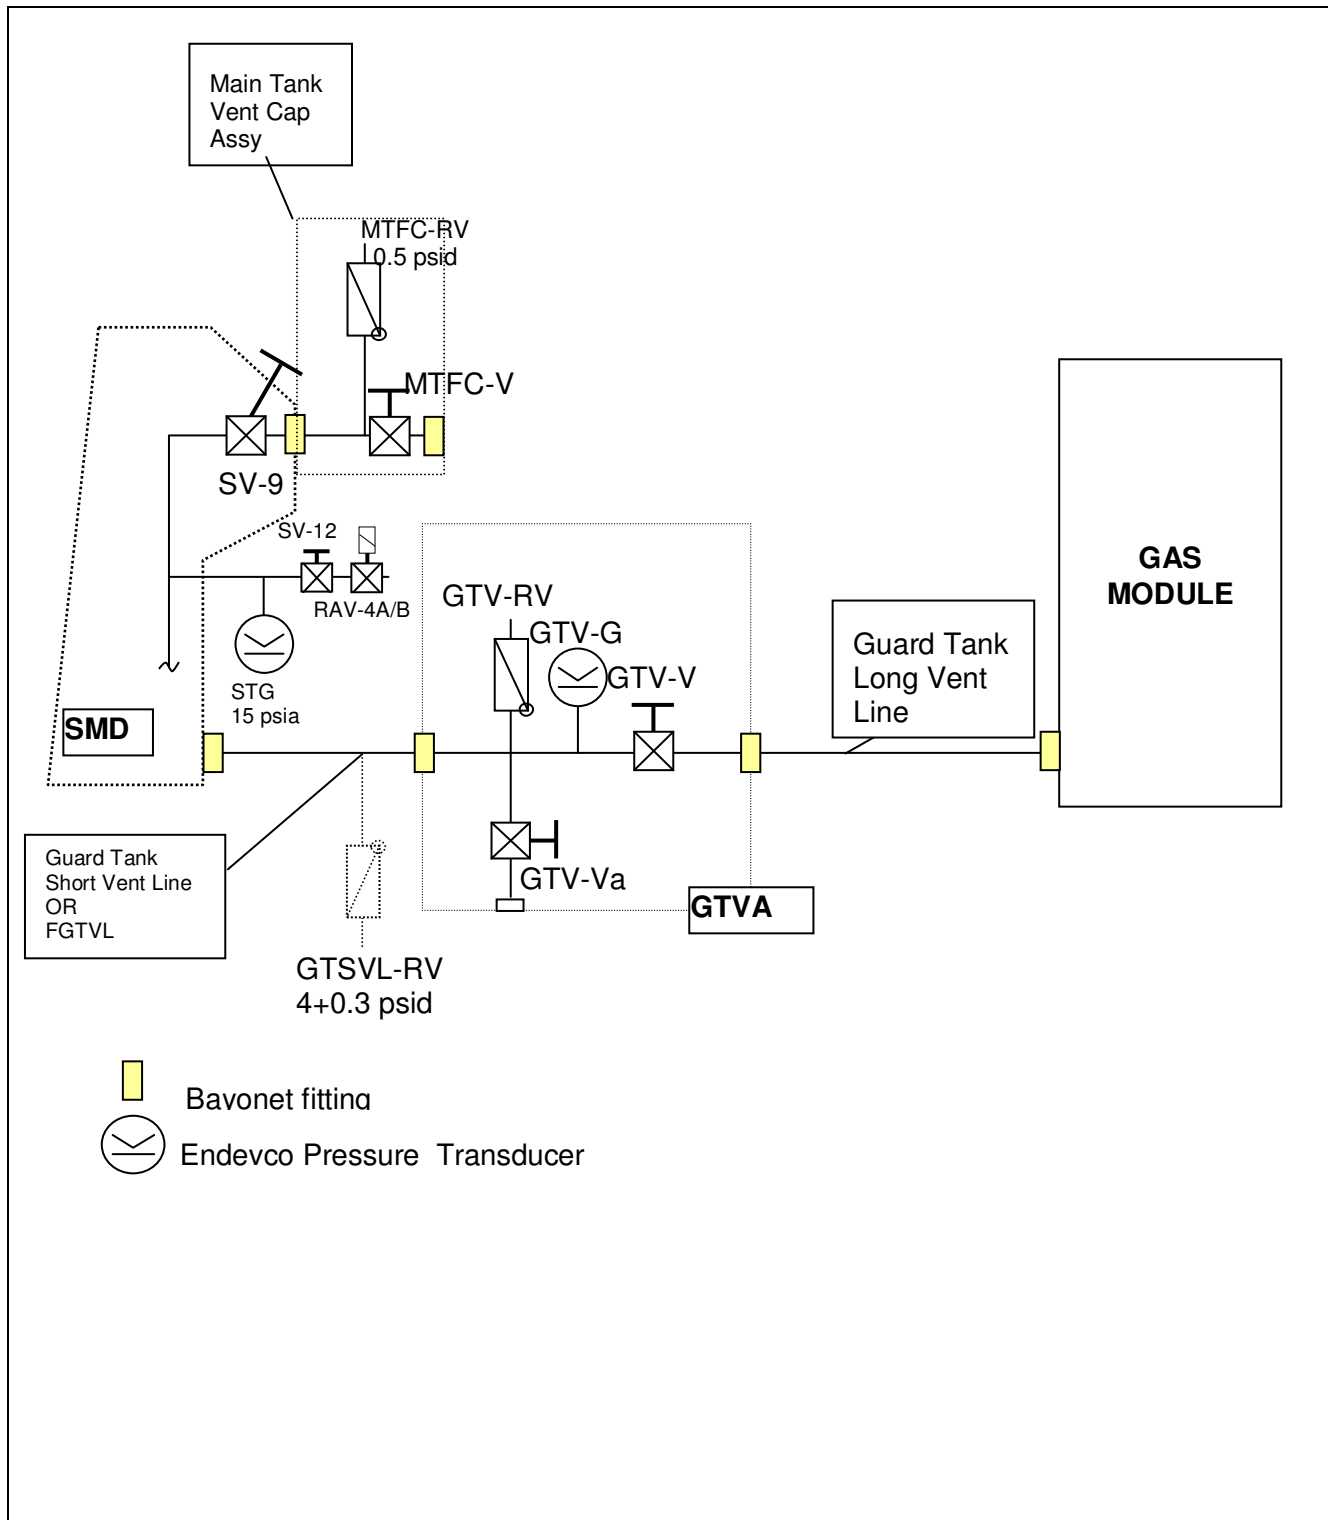 Main Tank
Vent Cap
Assy
MTFC-RV
0.5 psid
MTFC-V
SV-9
SV-12
RAV-4A/B
STG
15 psia
SMD
GTV-RV
GTV-G
GTV-V
GTV-Va
GTVA
Guard Tank
Long Vent
Line
GAS
MODULE
Guard Tank
Short Vent Line
OR
FGTVL
GTSVL-RV
4+0.3 psid
Bayonet fitting
Endevco Pressure Transducer